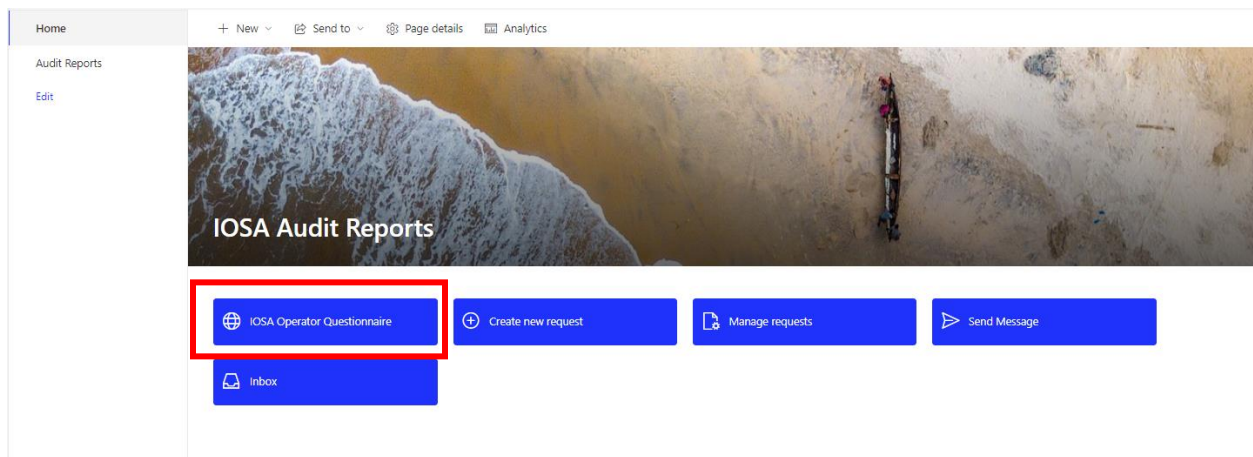 Home
New
Send to
Page details
Analytics
Audit Reports
Edit
IOSA Audit Reports
IOSA Operator Questionnaire
Create new request
Manage requests
Send Message
Inbox